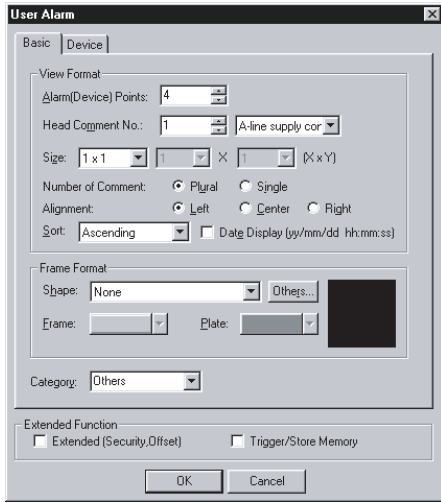 User Alarm
Basic Device
View Format
Alarm(Device) Points: 4
Head Comment No.: 1 A-line supply cor
Size: 1 x 1 1 X 1 (X x Y)
Number of Comment: Plural Single
Alignment: Left Center Right
Sort: Ascending Date Display (yy/mm/dd hh:mm:ss)
Frame Format
Shape: None Others...
Frame: Plate:
Category: Others
Extended Function
Extended (Security,Offset) Trigger/Store Memory
OK Cancel